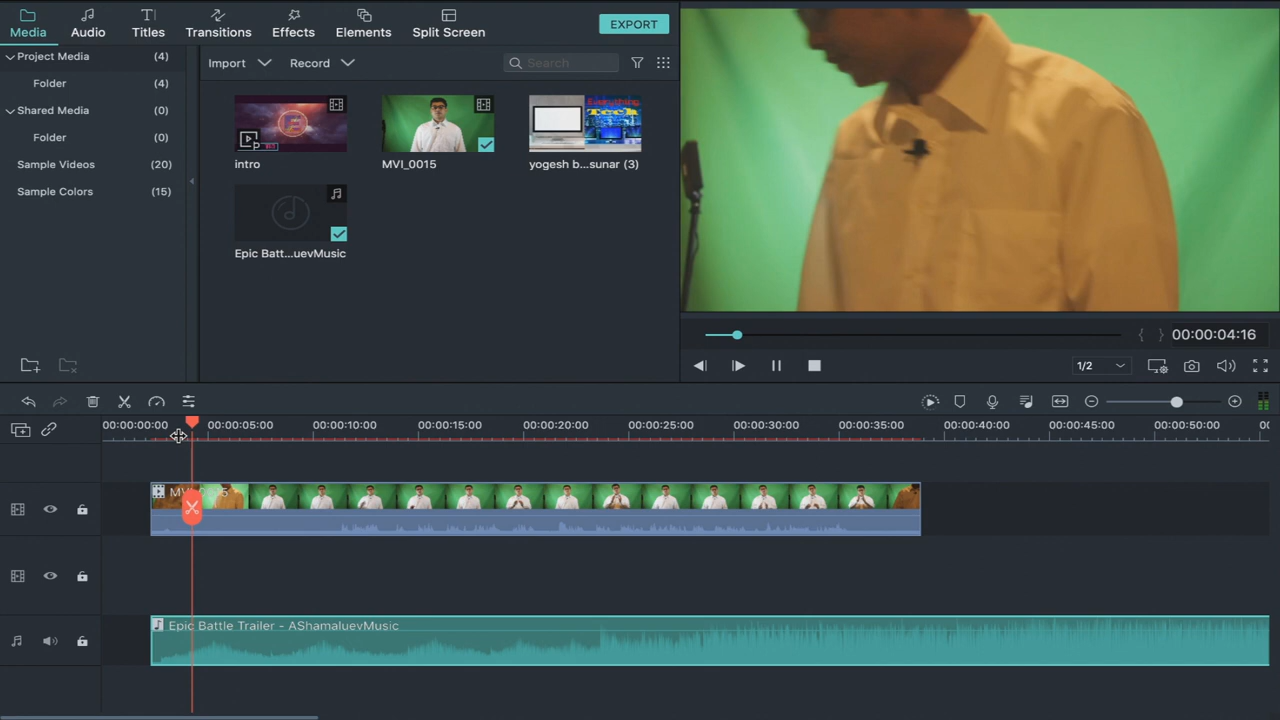 Media
Audio
Titles
Transitions
Effects
Elements
Split Screen
EXPORT
Project Media (4)
Folder (4)
Shared Media (0)
Folder (0)
Sample Videos (20)
Sample Colors (15)
Import
Record
Search
intro
MVI_0015
Everything
Tech
yogesh b...sunar (3)
Epic Batt...uevMusic
{ } 00:00:04:16
1/2
00:00:00:00 00:00:05:00 00:00:10:00 00:00:15:00 00:00:20:00 00:00:25:00 00:00:30:00 00:00:35:00 00:00:40:00 00:00:45:00 00:00:50:00
Epic Battle Trailer - AShamaluevMusic